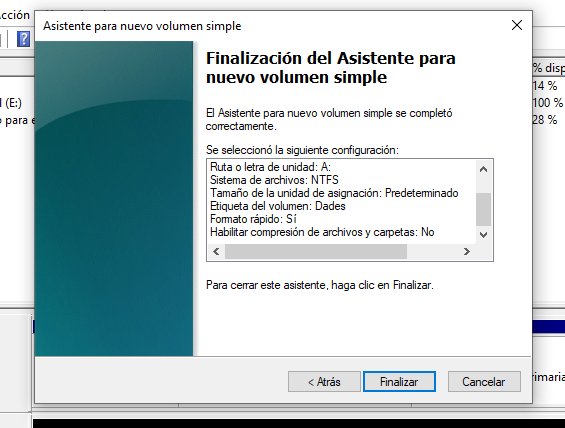 cción
Asistente para nuevo volumen simple
% disp
14 %
l (E:)
100 %
o para e
28 %
Finalización del Asistente para
nuevo volumen simple
El Asistente para nuevo volumen simple se completó
correctamente.
Se seleccionó la siguiente configuración:
Ruta o letra de unidad: A:
Sistema de archivos: NTFS
Tamaño de la unidad de asignación: Predeterminado
Etiqueta del volumen: Dades
Formato rápido: Sí
Habilitar compresión de archivos y carpetas: No
Para cerrar este asistente, haga clic en Finalizar.
rimaria
< Atrás
Finalizar
Cancelar